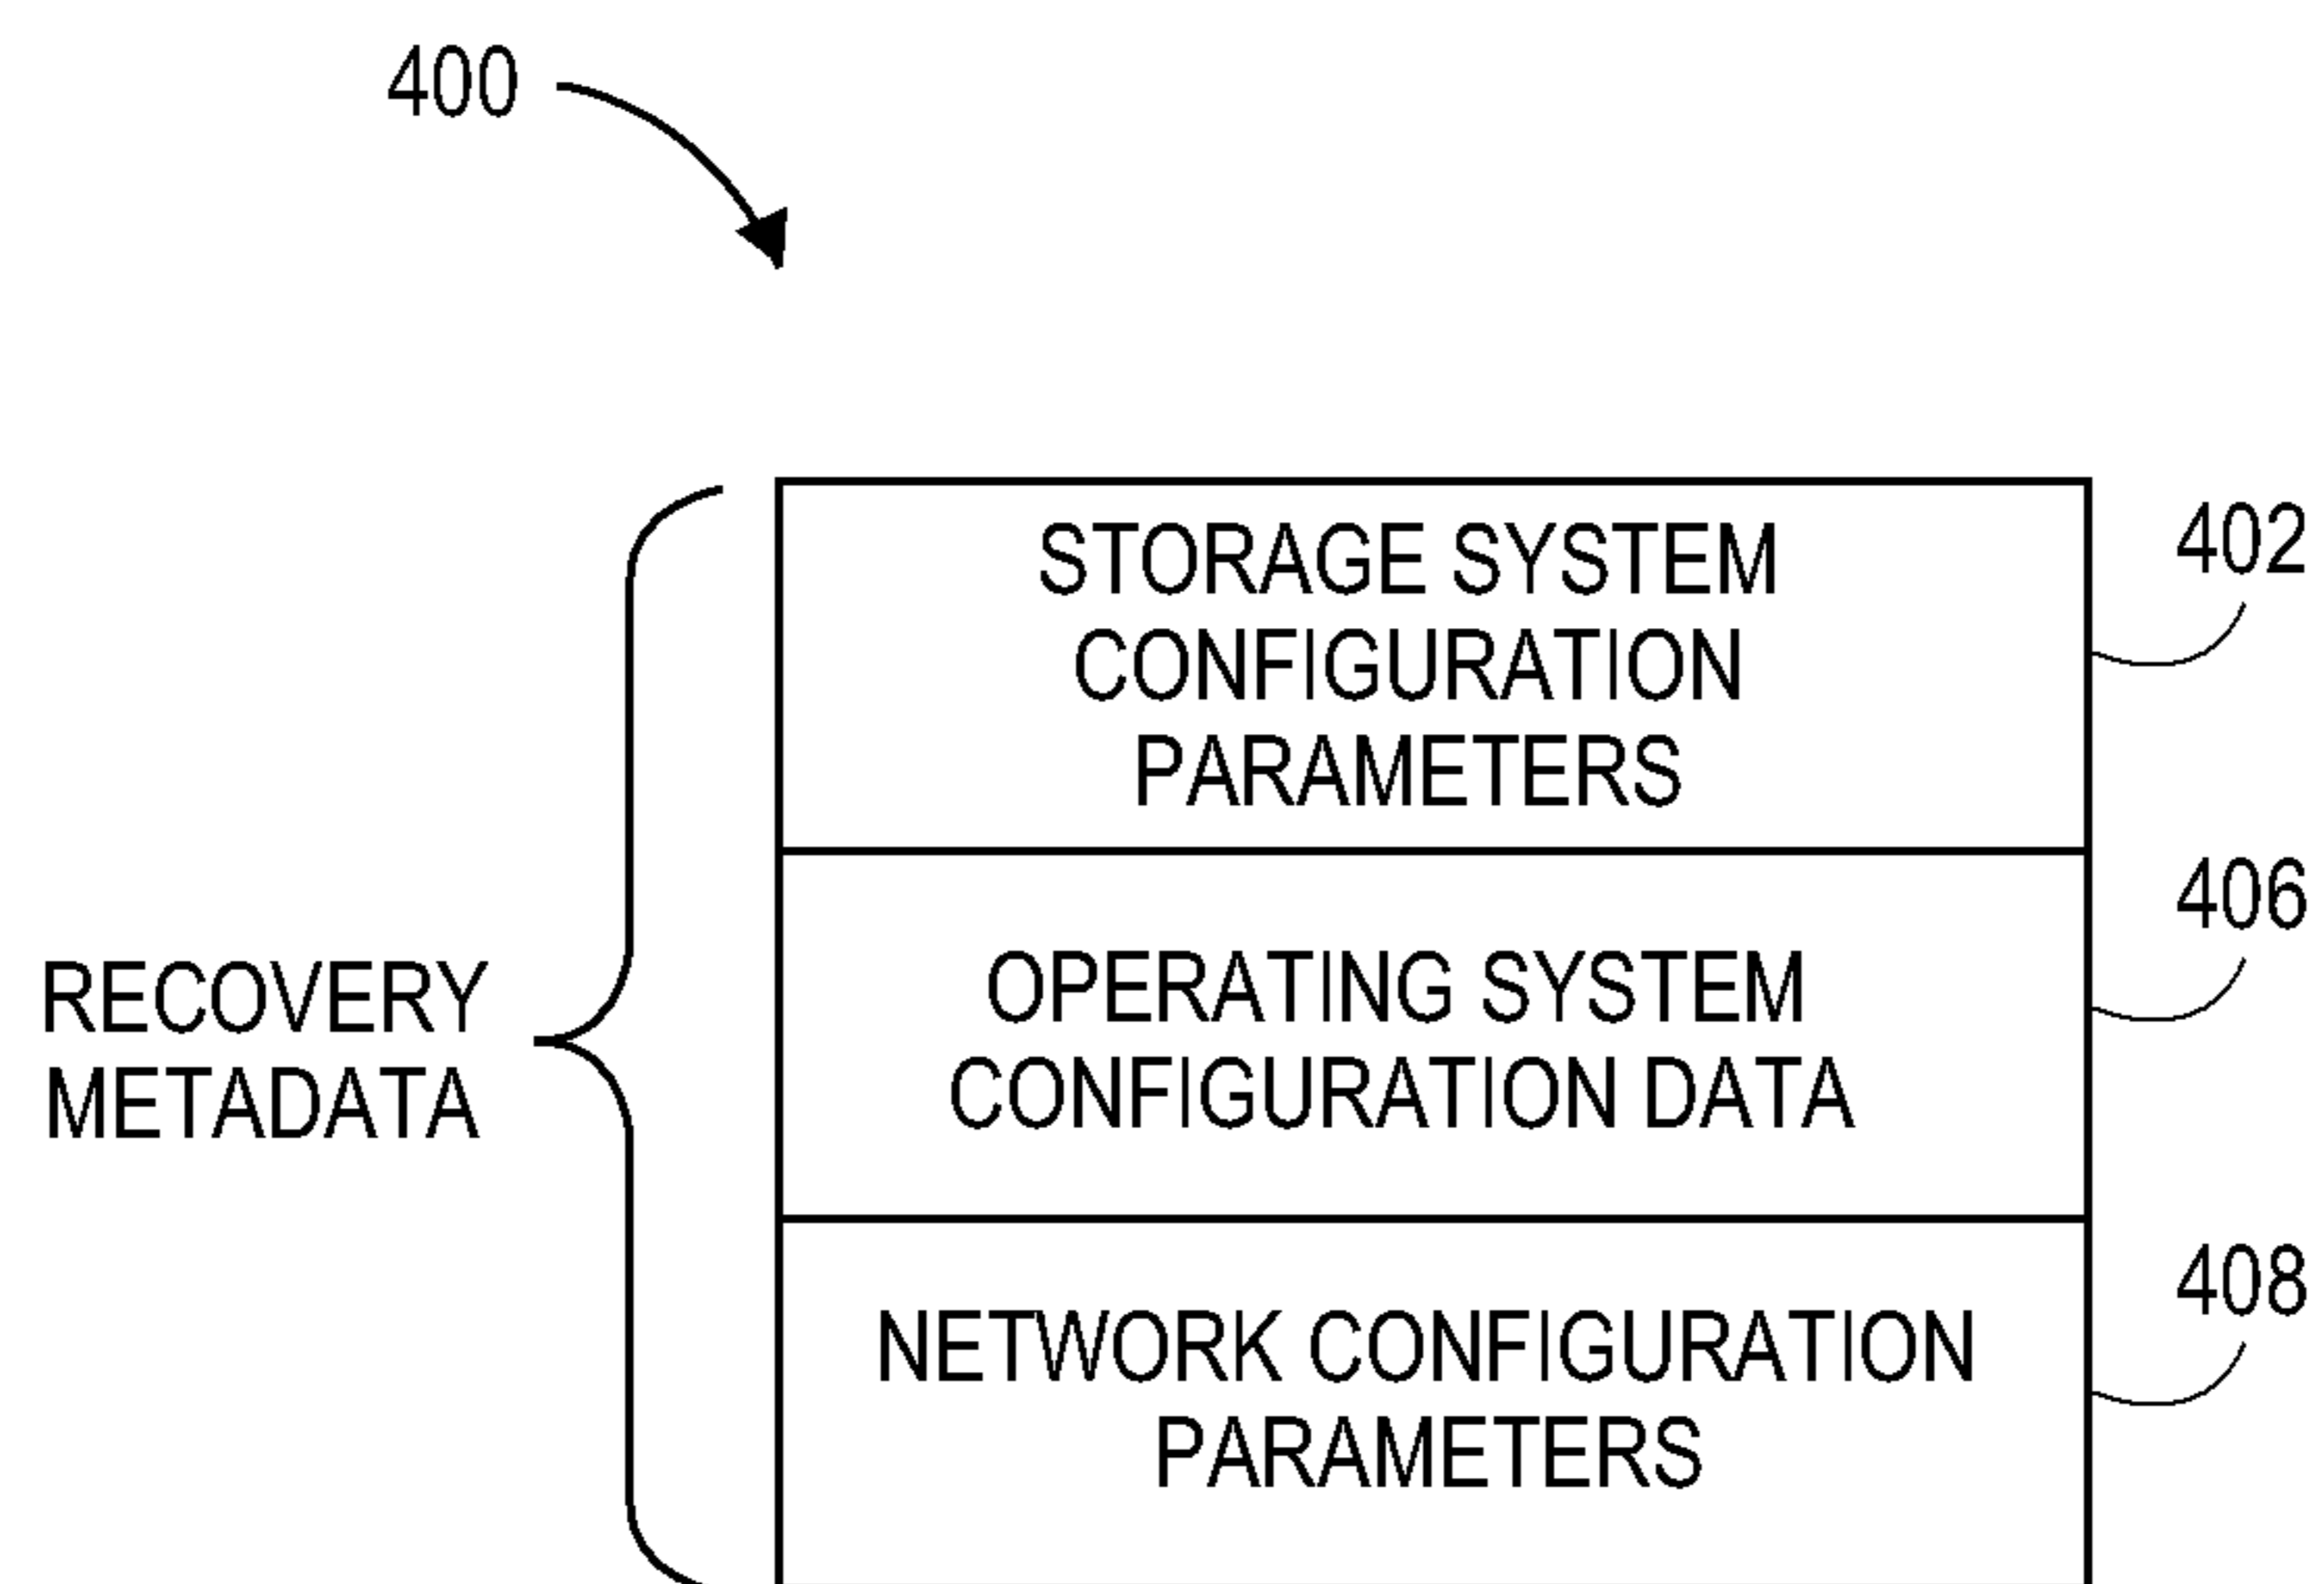 400
STORAGE SYSTEM
CONFIGURATION
PARAMETERS
402
OPERATING SYSTEM
CONFIGURATION DATA
406
RECOVERY
METADATA
NETWORK CONFIGURATION
PARAMETERS
408